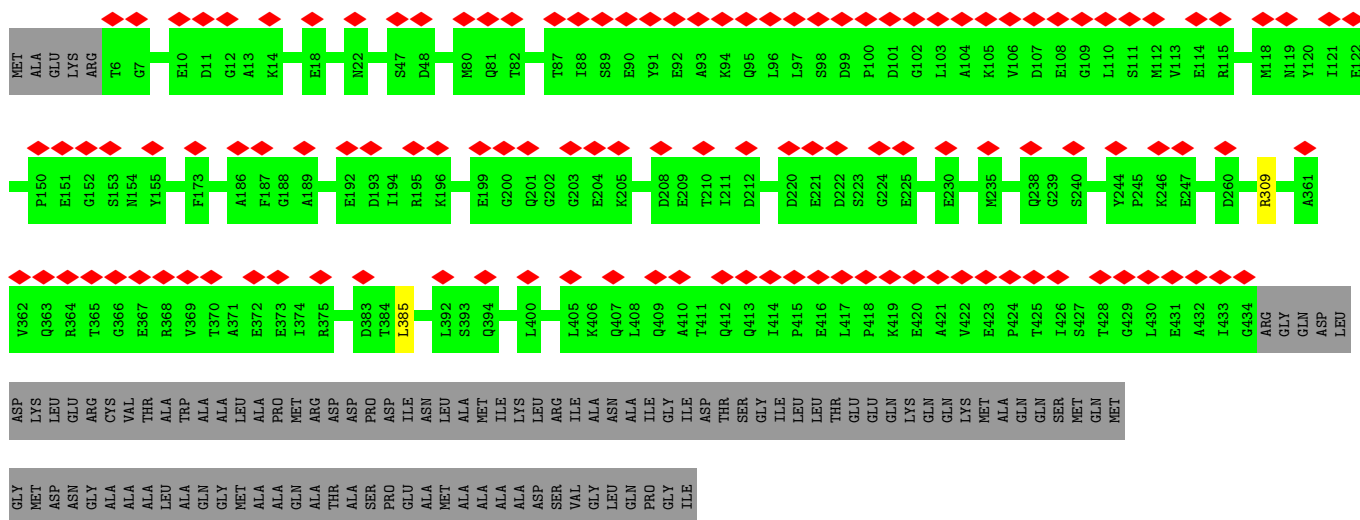 MET ALA GLU LYS ARG T6 G7 E10 D11 G12 A13 K14 E18 N22 S47 D48 M80 Q81 T82 T87 I88 S89 E90 Y91 E92 A93 K94 Q95 L96 L97 S98 D99 P100 D101 G102 L103 A104 K105 V106 D107 E108 G109 L110 S111 M112 V113 E114 R115 M118 N119 Y120 I121 E122
P150 E151 G152 S153 N154 Y155 F173 A186 F187 G188 A189 E192 D193 I194 R195 K196 E199 G200 Q201 G202 G203 E204 K205 D208 E209 T210 I211 D212 D220 E221 D222 S223 G224 E225 E230 M235 Q238 G239 S240 Y244 P245 K246 E247 D260 R309 A361
V362 Q363 R364 T365 G366 E367 R368 V369 T370 A371 E372 E373 I374 R375 D383 T384 L385 L392 S393 Q394 L400 L405 K406 Q407 L408 Q409 A410 T411 Q412 Q413 I414 P415 E416 L417 P418 K419 E420 A421 V422 E423 P424 T425 I426 S427 T428 G429 L430 E431 A432 I433 G434 ARG GLY GLN ASP LEU
ASP LYS LEU GLU ARG CYS VAL THR ALA TRP ALA ALA LEU ALA PRO MET ARG ASP ASP PRO ASP ILE ASN LEU ALA MET ILE LYS LEU ARG ILE ALA ASN ALA ILE GLY ILE ASP THR SER GLY ILE LEU LEU THR GLU GLU GLN LYS GLN GLN LYS MET ALA GLN GLN SER MET GLN MET
GLY MET ASP ASN GLY ALA ALA ALA LEU ALA GLN GLY MET ALA ALA GLN ALA THR ALA SER PRO GLU ALA MET ALA ALA ALA ALA ASP SER VAL GLY LEU GLN PRO GLY ILE